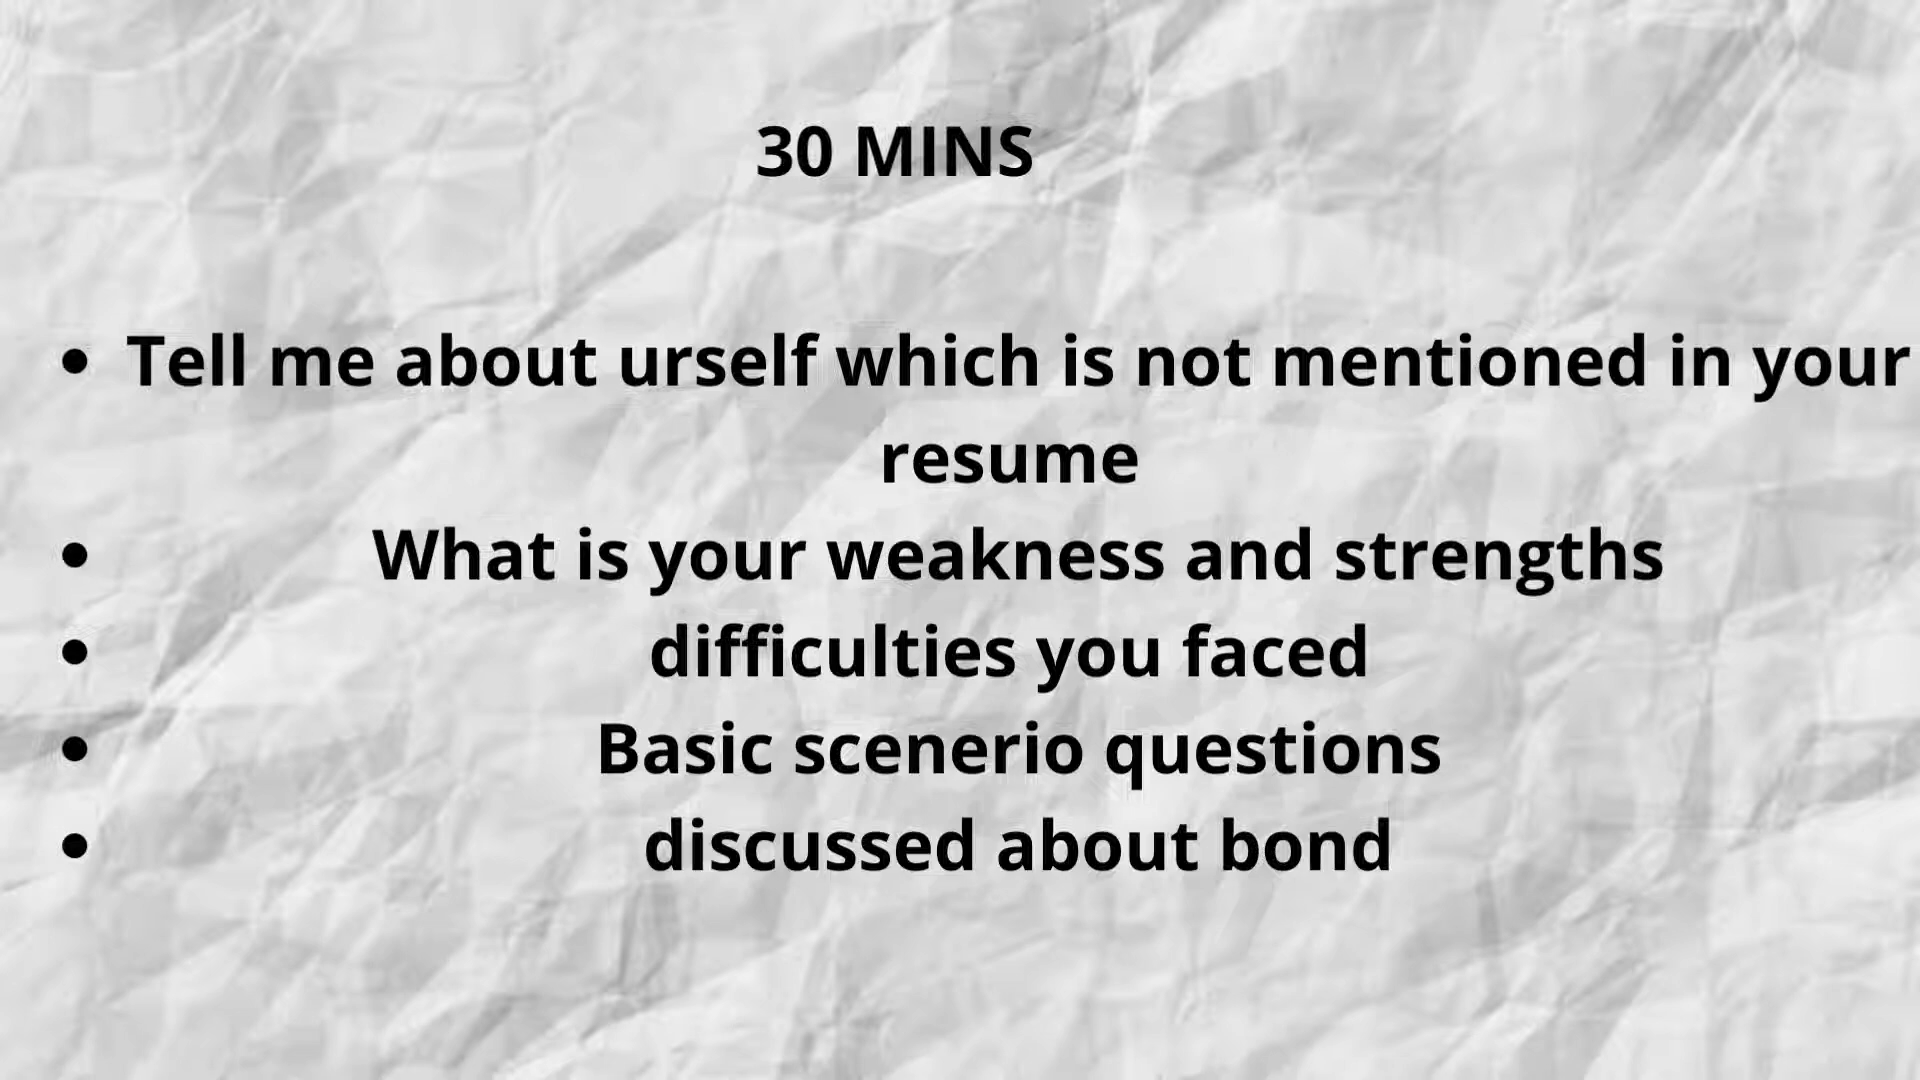 30 MINS
• Tell me about urself which is not mentioned in your
resume
• What is your weakness and strengths
• difficulties you faced
• Basic scenerio questions
• discussed about bond